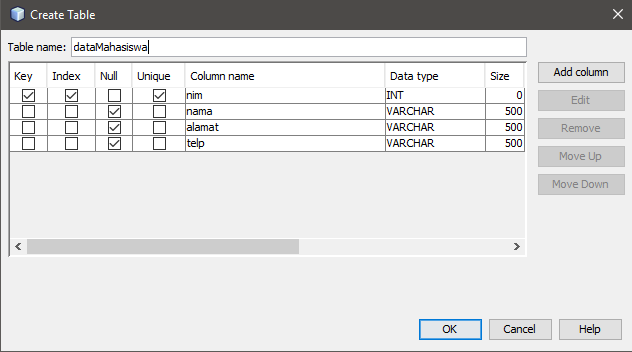 Create Table
Table name: dataMahasiswa
Key Index Null Unique Column name Data type Size
nim INT 0
nama VARCHAR 500
alamat VARCHAR 500
telp VARCHAR 500
Add column
Edit
Remove
Move Up
Move Down
OK Cancel Help